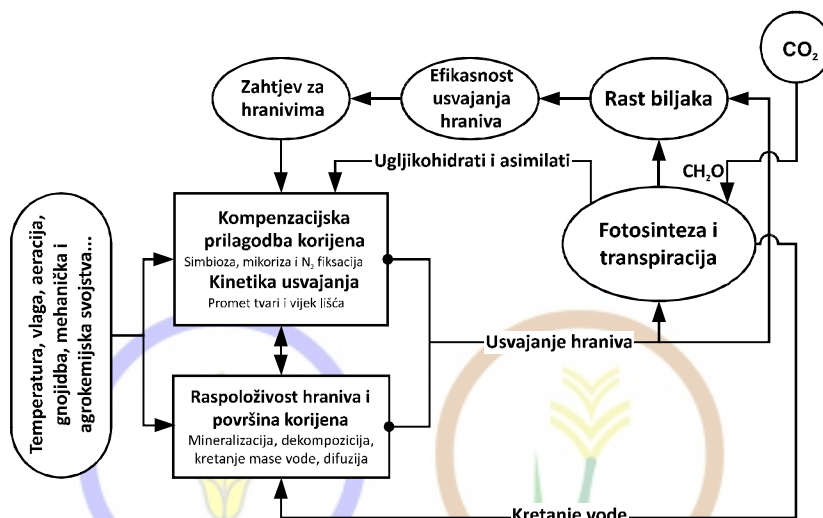 CO₂
Zahtjev za
hranivima
Efikasnost
usvajanja
hraniva
Rast biljaka
Ugljikohidrati i asimilati
CH₂O
Temperatura, vlaga, aeracija,
gnojidba, mehanička i
agrokemijska svojstva...
Kompenzacijska
prilagodba korijena
Simbioza, mikoriza i N₂ fiksacija
Kinetika usvajanja
Promet tvari i vijek lišća
Fotosinteza i
transpiracija
Usvajanje hraniva
Raspoloživost hraniva i
površina korijena
Mineralizacija, dekompozicija,
kretanje mase vode, difuzija
Kretanje vode